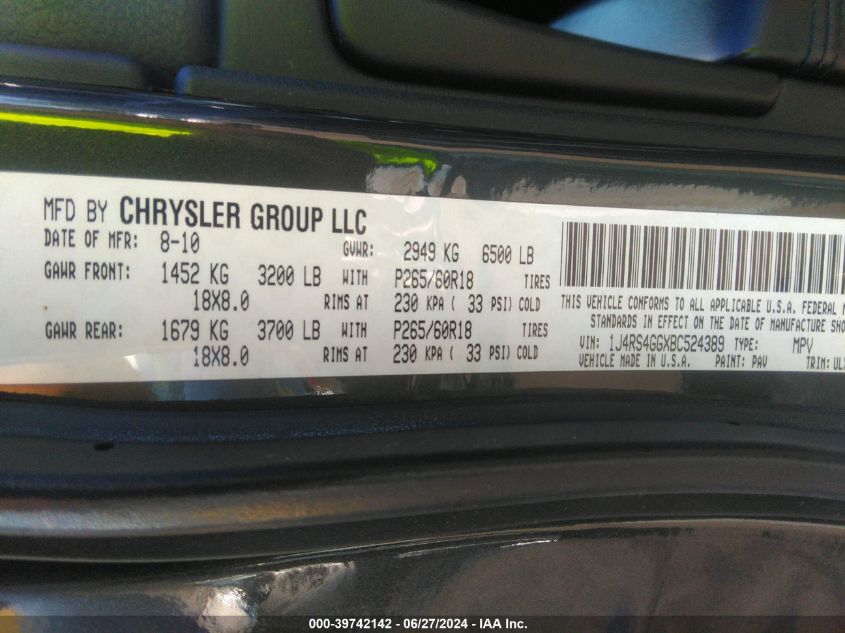 MFD BY CHRYSLER GROUP LLC
DATE OF MFR: 8-10 GVWR: 2949 KG 6500 LB
GAWR FRONT: 1452 KG 3200 LB WITH P265/60R18 TIRES
18X8.0 RIMS AT 230 KPA ( 33 PSI) COLD
GAWR REAR: 1679 KG 3700 LB WITH P265/60R18 TIRES
18X8.0 RIMS AT 230 KPA ( 33 PSI) COLD
THIS VEHICLE CONFORMS TO ALL APPLICABLE U.S.A. FEDERAL
STANDARDS IN EFFECT ON THE DATE OF MANUFACTURE
VIN: 1J4RS4GGXBC524389 TYPE: MPV
VEHICLE MADE IN U.S.A. PAINT: PAV TRIM:
000-39742142 - 06/27/2024 - IAA Inc.